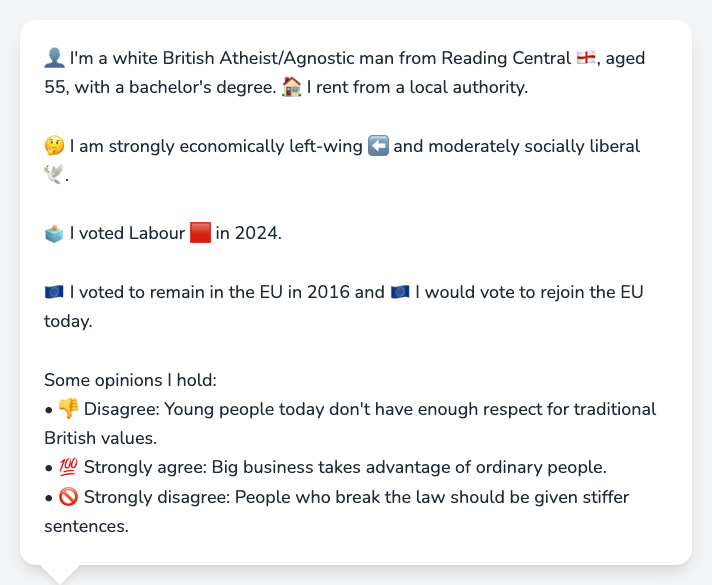 👤 I'm a white British Atheist/Agnostic man from Reading Central 🏴󠁧󠁢󠁥󠁮󠁧󠁿, aged
55, with a bachelor's degree. 🏠 I rent from a local authority.
🤔 I am strongly economically left-wing ⬅️ and moderately socially liberal
🕊️.
🗳️ I voted Labour 🟥 in 2024.
🇪🇺 I voted to remain in the EU in 2016 and 🇪🇺 I would vote to rejoin the EU
today.
Some opinions I hold:
• 👎 Disagree: Young people today don't have enough respect for traditional
British values.
• 💯 Strongly agree: Big business takes advantage of ordinary people.
• 🚫 Strongly disagree: People who break the law should be given stiffer
sentences.